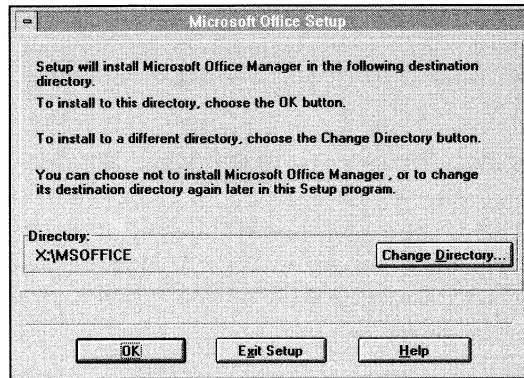 Microsoft Office Setup
Setup will install Microsoft Office Manager in the following destination
directory.
To install to this directory, choose the OK button.
To install to a different directory, choose the Change Directory button.
You can choose not to install Microsoft Office Manager , or to change
its destination directory again later in this Setup program.
Directory:
X:\MSOFFICE
Change Directory...
OK
Exit Setup
Help